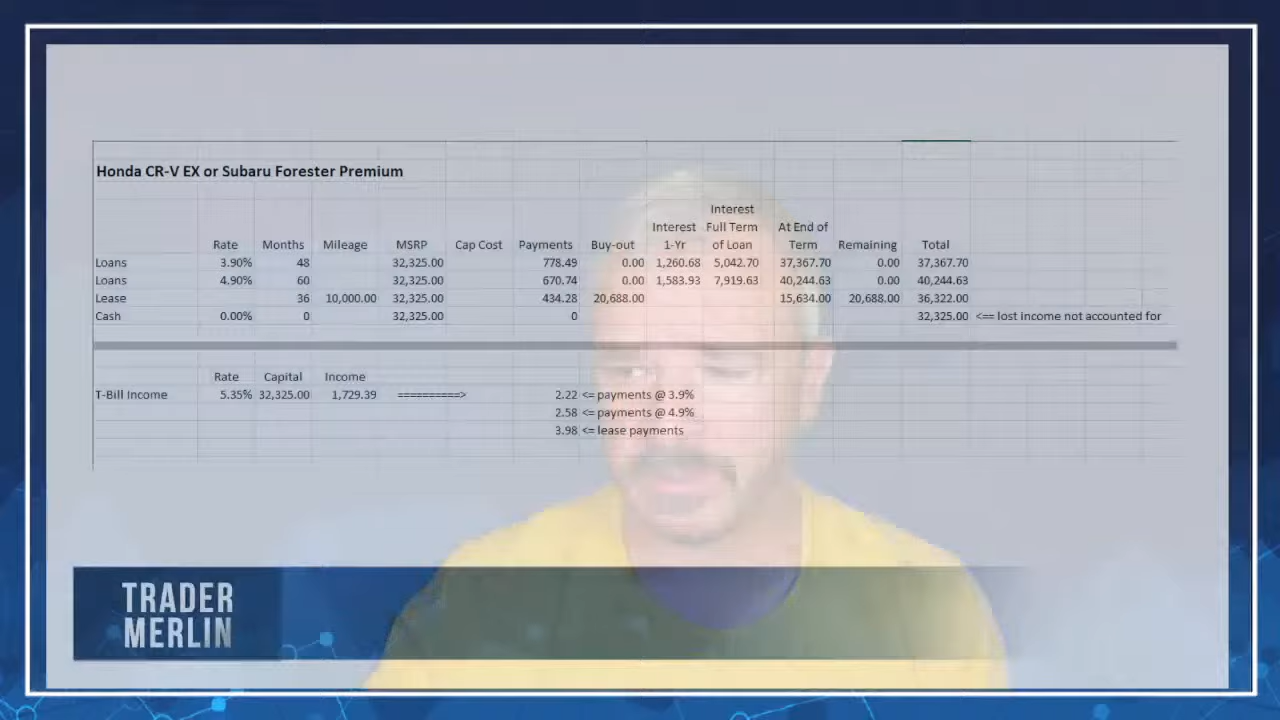 Honda CR-V EX or Subaru Forester Premium
Interest
Interest Full Term At End of
Rate Months Mileage MSRP Cap Cost Payments Buy-out 1-Yr of Loan Term Remaining Total
Loans 3.90% 48 32,325.00 778.49 0.00 1,260.68 5,042.70 37,367.70 0.00 37,367.70
Loans 4.90% 60 32,325.00 670.74 0.00 1,583.93 7,919.63 40,244.63 0.00 40,244.63
Lease 36 10,000.00 32,325.00 434.28 20,688.00 15,634.00 20,688.00 36,322.00
Cash 0.00% 0 32,325.00 0 32,325.00 <== lost income not accounted for
Rate Capital Income
T-Bill Income 5.35% 32,325.00 1,729.39 ==========> 2.22 <= payments @ 3.9%
2.58 <= payments @ 4.9%
3.98 <= lease payments
TRADER
MERLIN